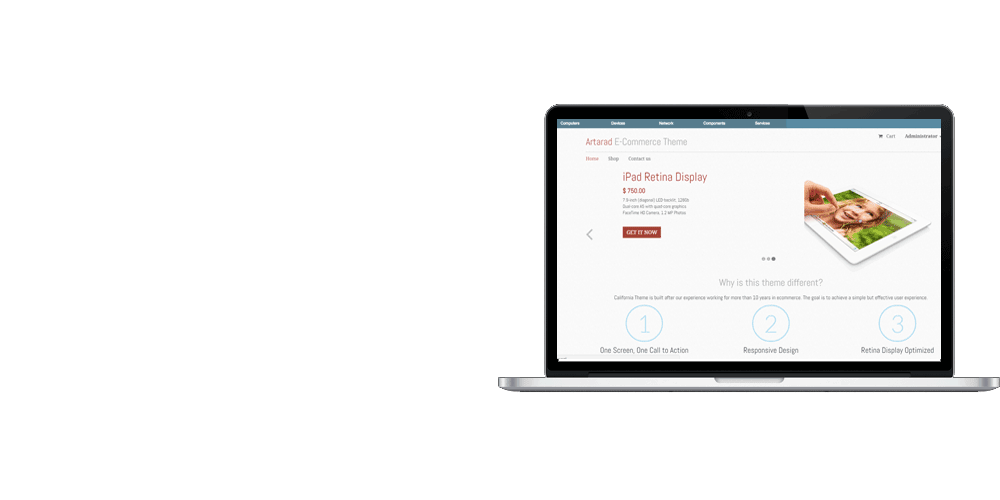 Computers Devices Network Components Services
Cart Administrator
Artarad E-Commerce Theme
Home Shop Contact us
iPad Retina Display
$ 750.00
7.9-inch (diagonal) LED-backlit, 128Gb
Dual-core A5 with quad-core graphics
FaceTime HD Camera, 1.2 MP Photos
GET IT NOW
Why is this theme different?
California Theme is built after our experience working for more than 10 years in ecommerce. The goal is to achieve a simple but affective user experience.
1 2 3
One Screen, One Call to Action Responsive Design Retina Display Optimized